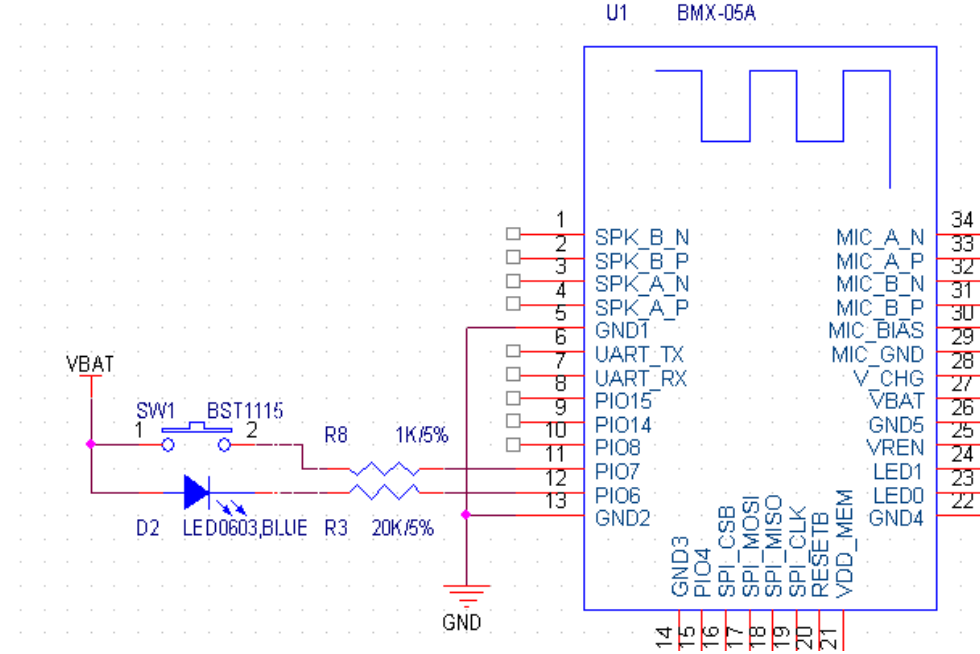 U1 BMX-05A
1 SPK_B_N MIC_A_N 34
2 SPK_B_P MIC_A_P 33
3 SPK_A_N MIC_B_N 32
4 SPK_A_P MIC_B_P 31
5 GND1 MIC_BIAS 30
6 UART_TX MIC_GND 29
7 UART_RX V_CHG 28
8 PIO15 VBAT 27
9 PIO14 GND5 26
10 PIO8 VREN 25
11 PIO7 LED1 24
12 PIO6 LED0 23
13 GND2 GND4 22
VBAT
SW1 BST1115
1 2
R8 1K/5%
D2 LED0603,BLUE R3 20K/5%
GND
GND3 14
PIO4 15
SPI_CSB 16
SPI_MOSI 17
SPI_MISO 18
SPI_CLK 19
RESETB 20
VDD_MEM 21